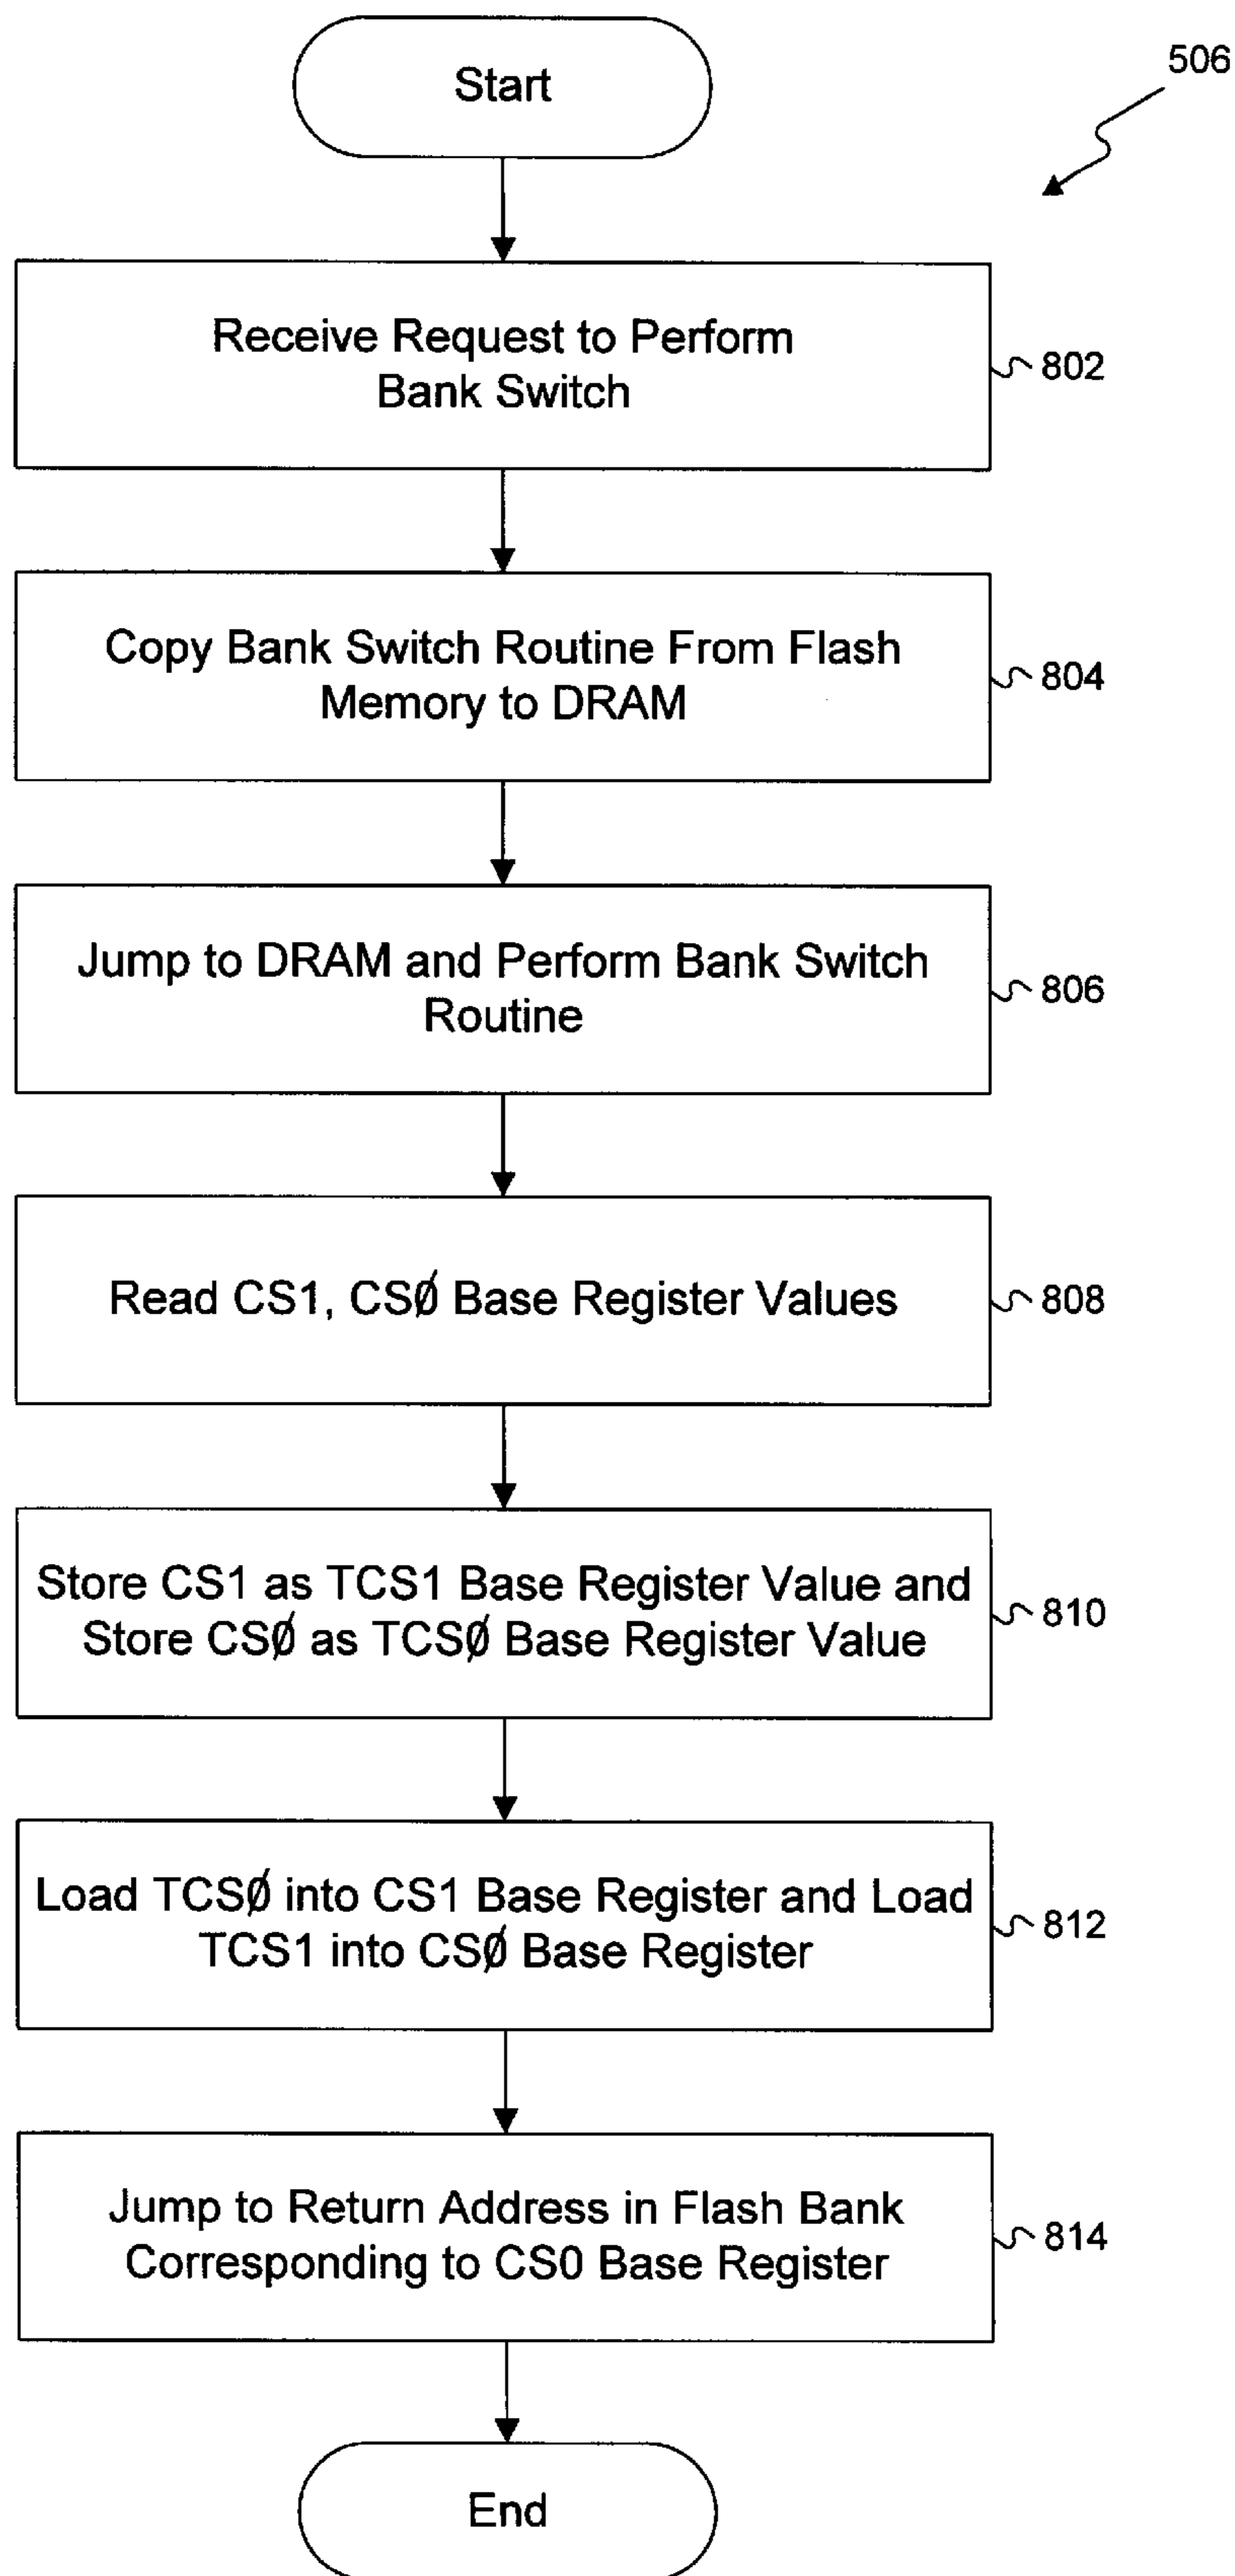 Start
506
Receive Request to Perform
Bank Switch
802
Copy Bank Switch Routine From Flash
Memory to DRAM
804
Jump to DRAM and Perform Bank Switch
Routine
806
Read CS1, CSØ Base Register Values
808
Store CS1 as TCS1 Base Register Value and
Store CSØ as TCSØ Base Register Value
810
Load TCSØ into CS1 Base Register and Load
TCS1 into CSØ Base Register
812
Jump to Return Address in Flash Bank
Corresponding to CS0 Base Register
814
End